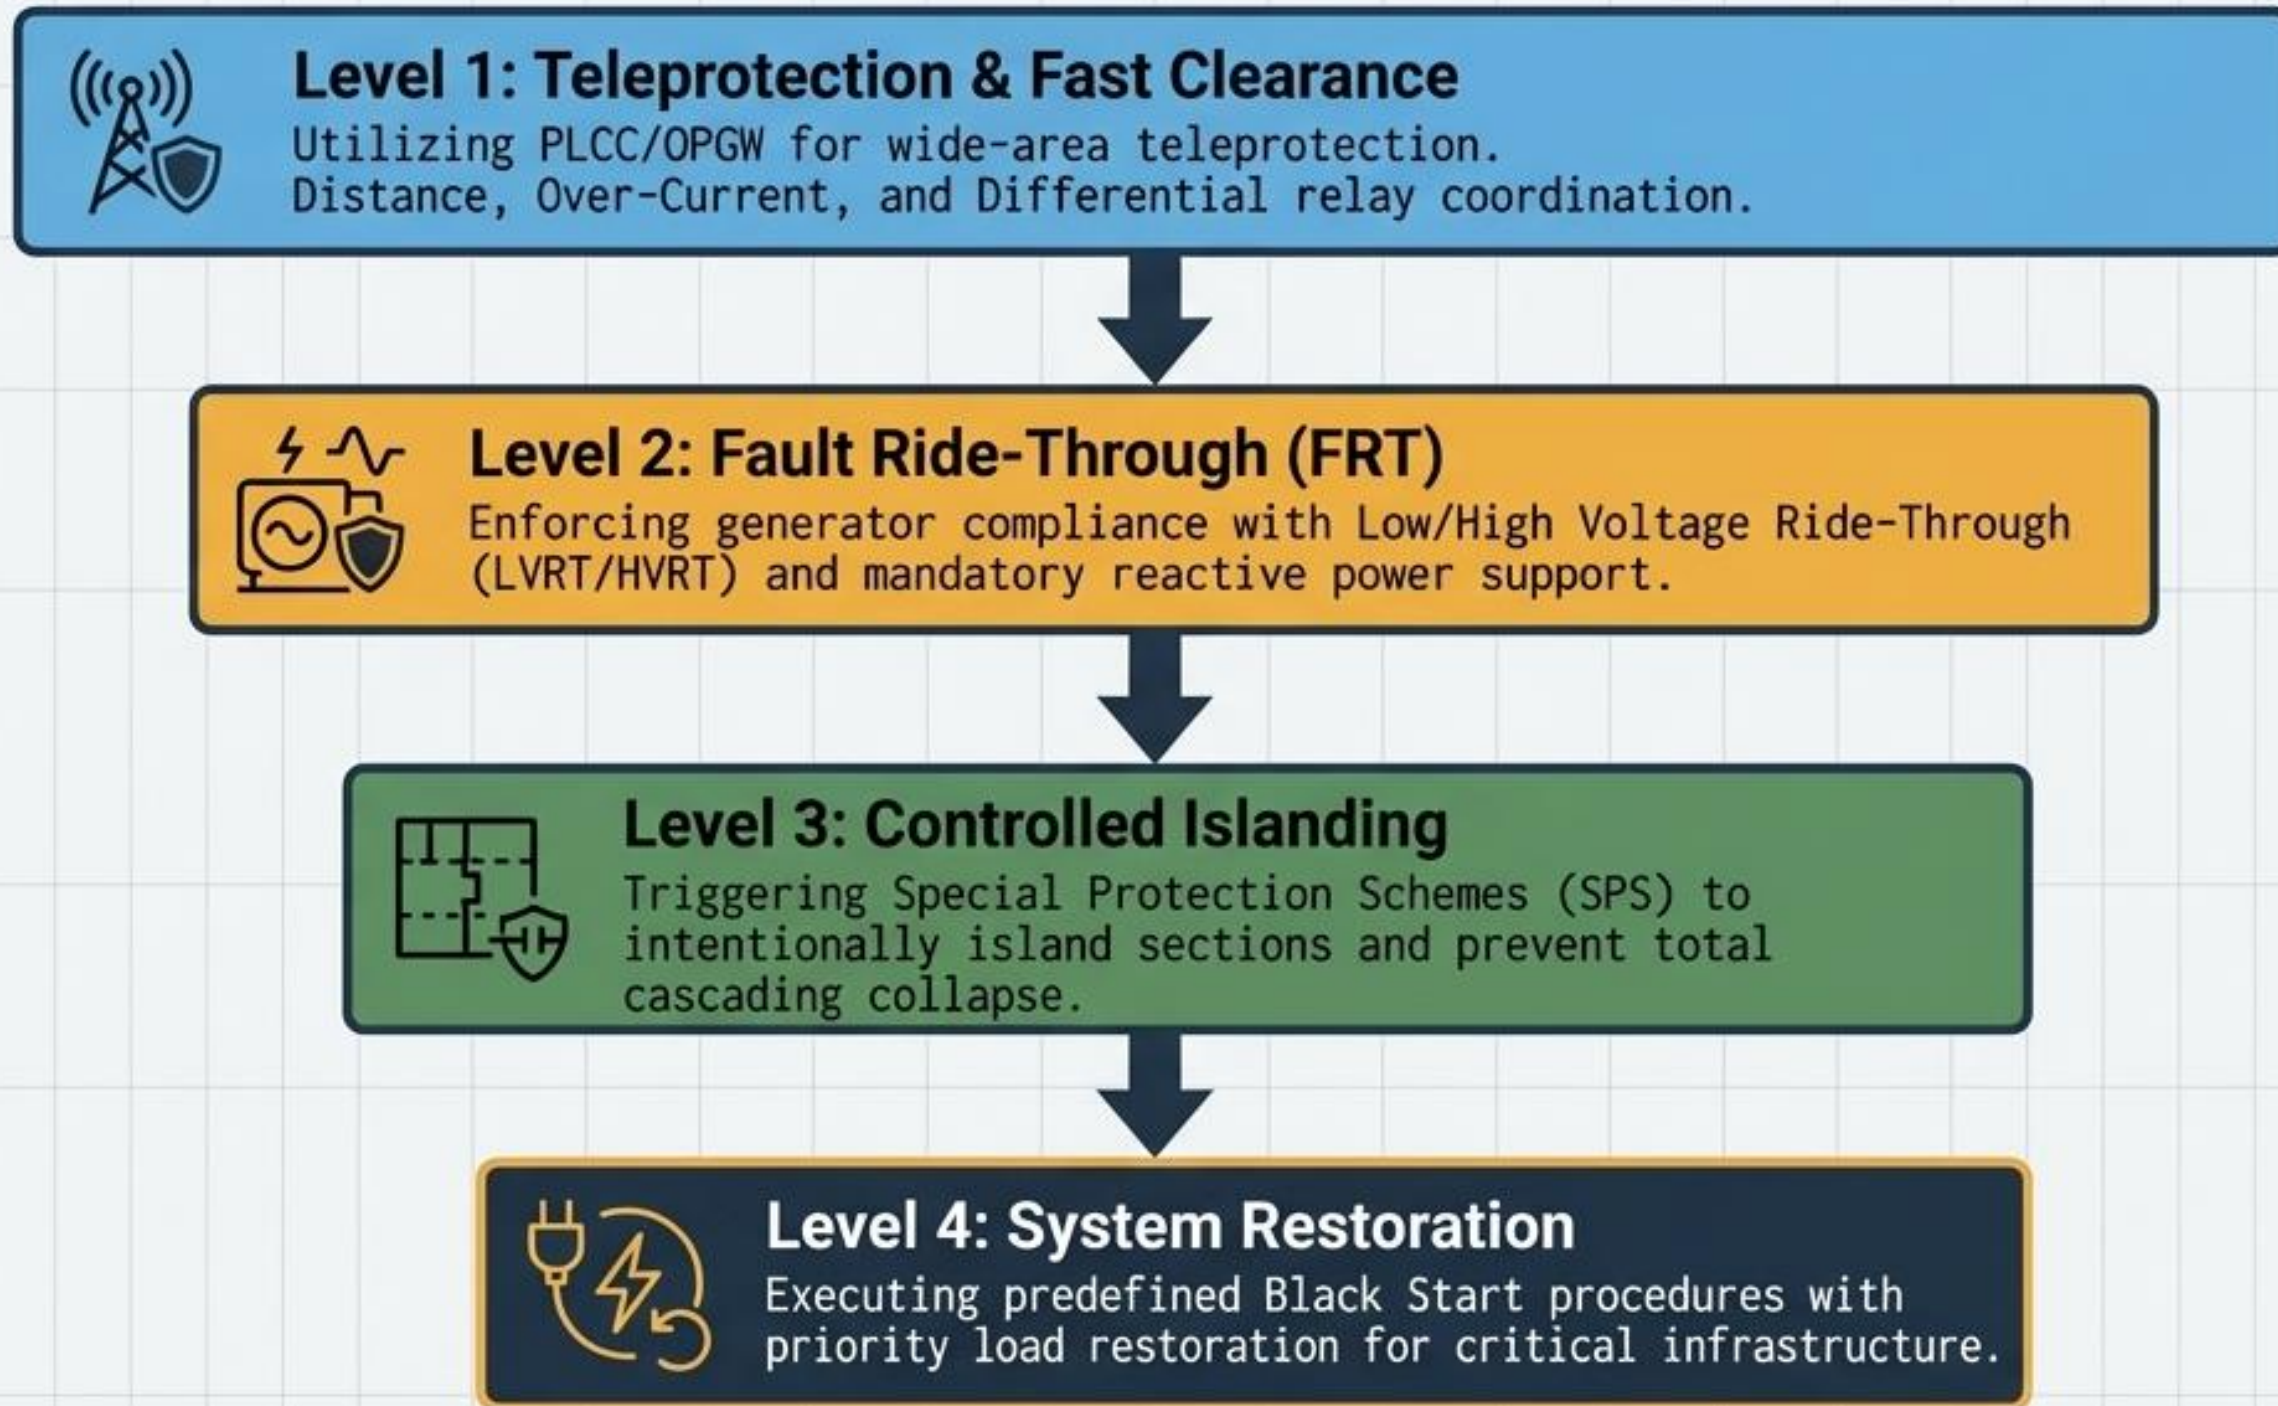 Level 1: Teleprotection & Fast Clearance
Utilizing PLCC/OPGW for wide-area teleprotection.
Distance, Over-Current, and Differential relay coordination.
Level 2: Fault Ride-Through (FRT)
Enforcing generator compliance with Low/High Voltage Ride-Through
(LVRT/HVRT) and mandatory reactive power support.
Level 3: Controlled Islanding
Triggering Special Protection Schemes (SPS) to
intentionally island sections and prevent total
cascading collapse.
Level 4: System Restoration
Executing predefined Black Start procedures with
priority load restoration for critical infrastructure.